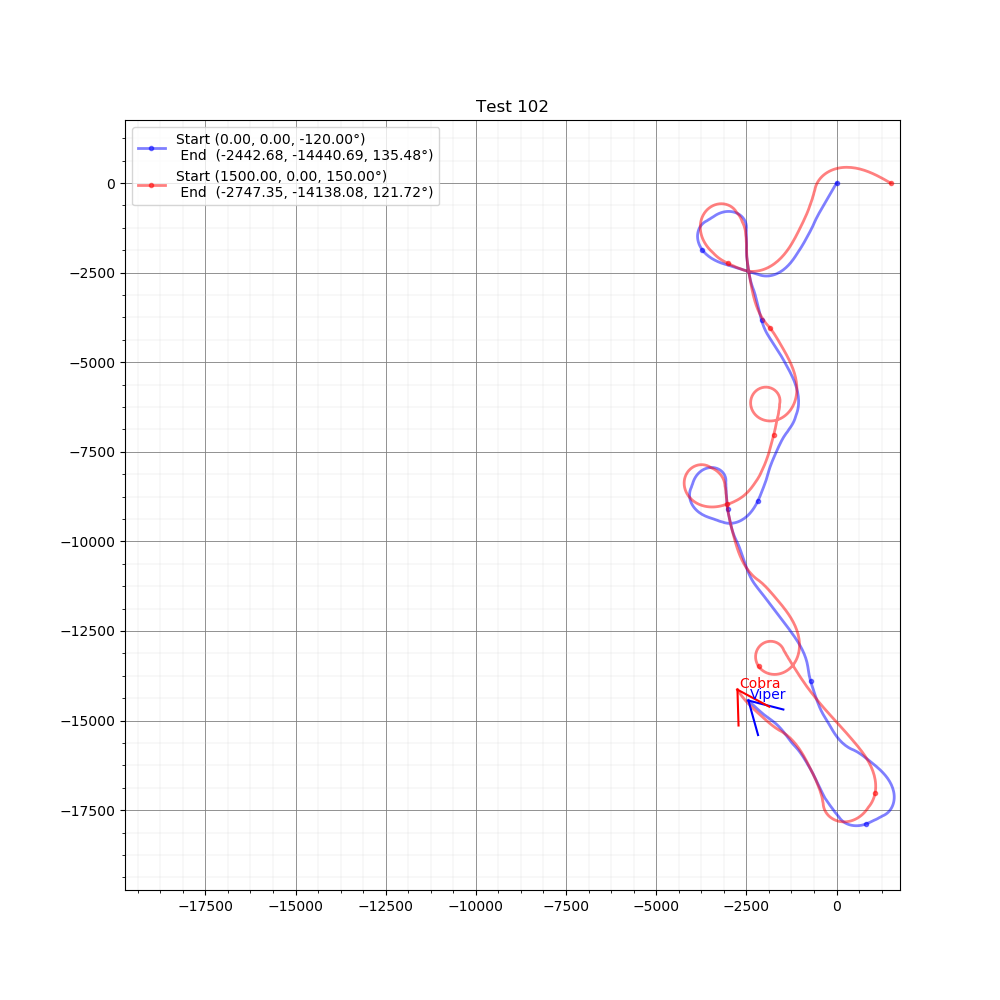 Test 102
Start (0.00, 0.00, -120.00°)
End  (-2442.68, -14440.69, 135.48°)
Start (1500.00, 0.00, 150.00°)
End  (-2747.35, -14138.08, 121.72°)
0
−2500
−5000
−7500
−10000
−12500
−15000
−17500
Cobra
Viper
−17500
−15000
−12500
−10000
−7500
−5000
−2500
0